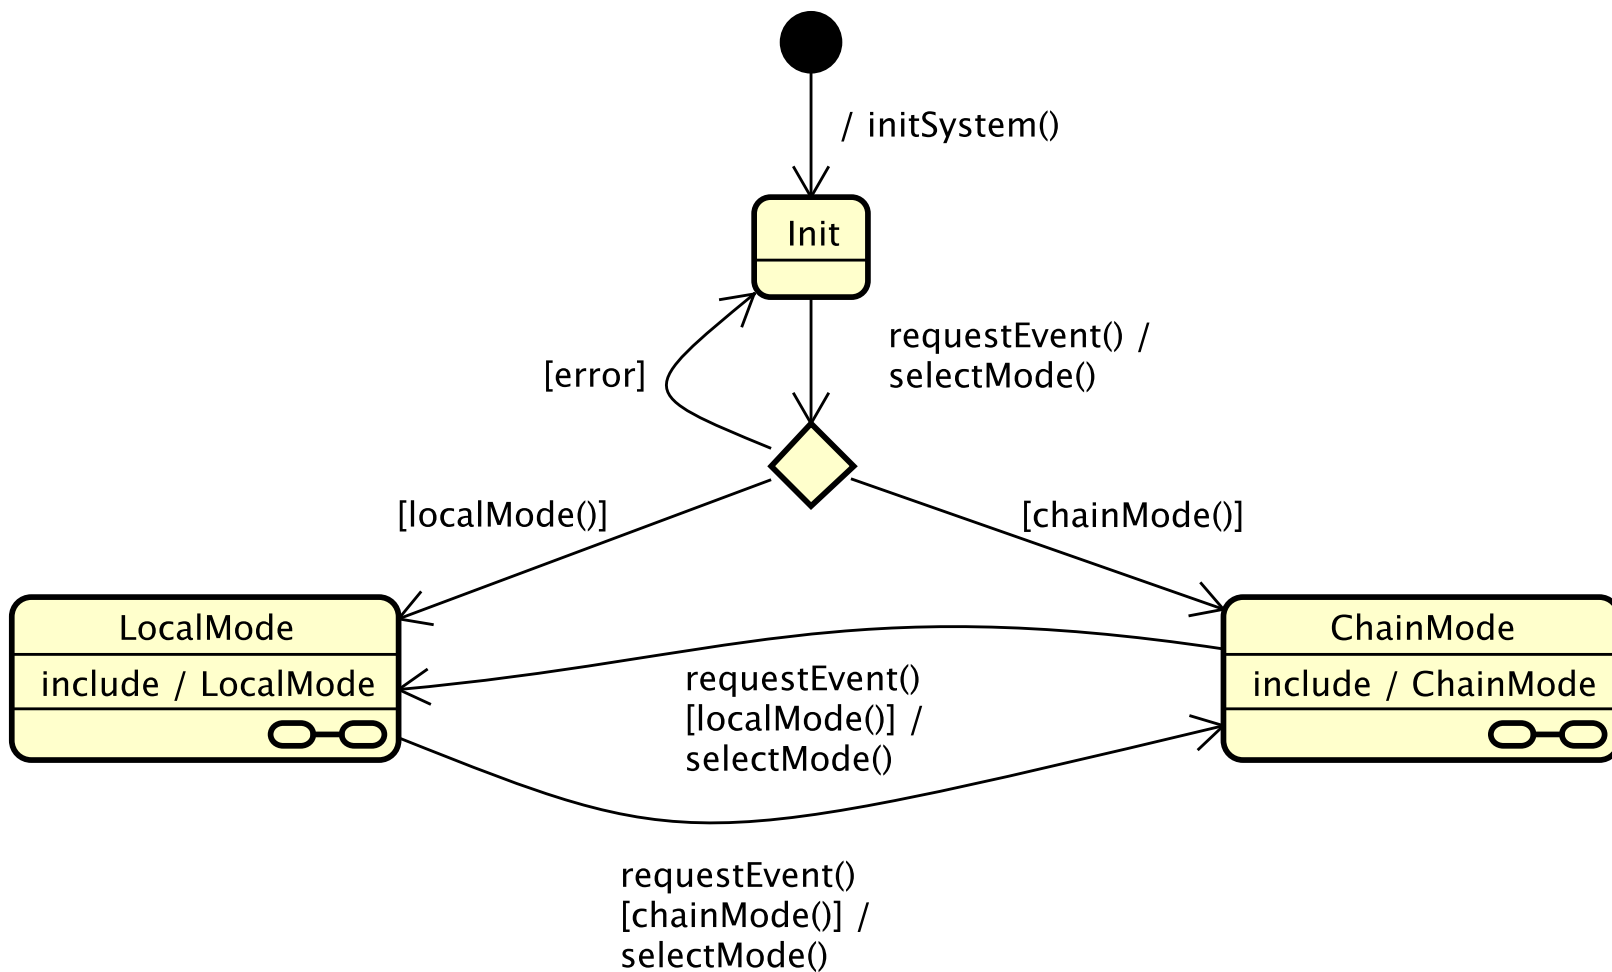 / initSystem()
Init
requestEvent() /
selectMode()
[error]
[localMode()]
[chainMode()]
LocalMode
include / LocalMode
ChainMode
include / ChainMode
requestEvent()
[localMode()] /
selectMode()
requestEvent()
[chainMode()] /
selectMode()